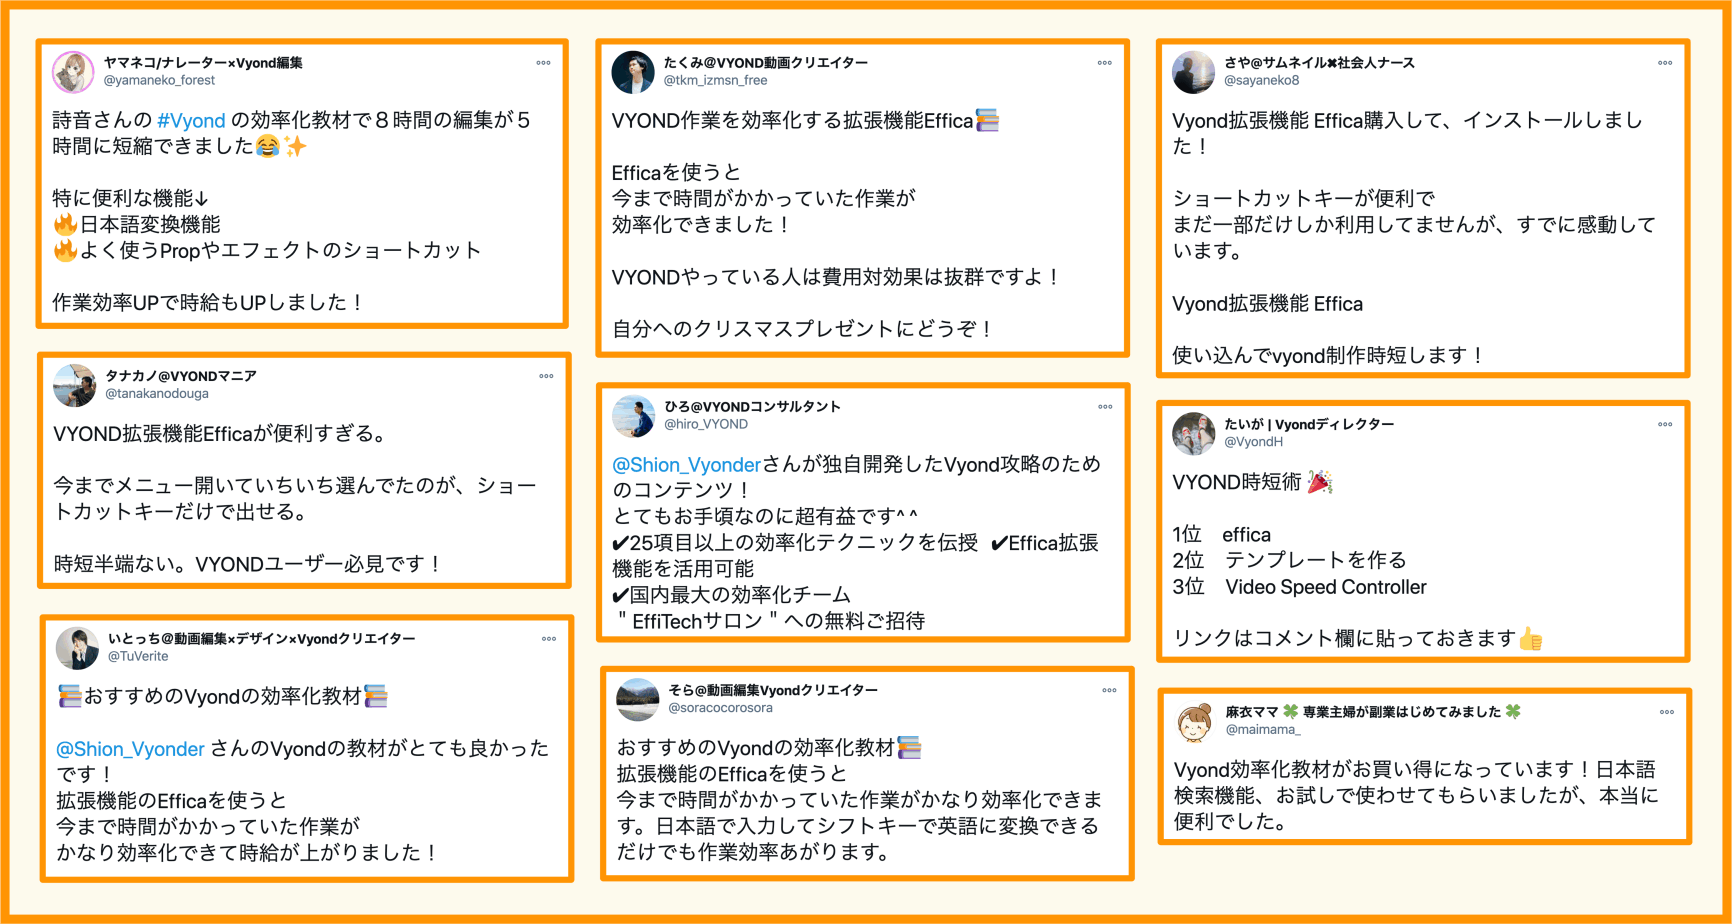 ヤマネコ/ナレーター×Vyond編集
@yamaneko_forest
詩音さんの #Vyond の効率化教材で８時間の編集が５
時間に短縮できました😂✨
特に便利な機能↓
🔥日本語変換機能
🔥よく使うPropやエフェクトのショートカット
作業効率UPで時給もUPしました！
タナカノ@VYONDマニア
@tanakanodouga
VYOND拡張機能Efficaが便利すぎる。
今までメニュー開いていちいち選んでたのが、ショー
トカットキーだけで出せる。
時短半端ない。VYONDユーザー必見です！
いとっち＠動画編集×デザイン×Vyondクリエイター
@TuVerite
📚おすすめのVyondの効率化教材📚
@Shion_Vyonder さんのVyondの教材がとても良かった
です！
拡張機能のEfficaを使うと
今まで時間がかかっていた作業が
かなり効率化できて時給が上がりました！
たくみ@VYOND動画クリエイター
@tkm_izmsn_free
VYOND作業を効率化する拡張機能Effica📚
Efficaを使うと
今まで時間がかかっていた作業が
効率化できました！
VYONDやっている人は費用対効果は抜群ですよ！
自分へのクリスマスプレゼントにどうぞ！
ひろ@VYONDコンサルタント
@hiro_VYOND
@Shion_Vyonderさんが独自開発したVyond攻略のため
のコンテンツ！
とてもお手頃なのに超有益です^ ^
✔25項目以上の効率化テクニックを伝授 ✔Effica拡張
機能を活用可能
✔国内最大の効率化チーム
＂EffiTechサロン＂への無料ご招待
そら@動画編集Vyondクリエイター
@soracocorosora
おすすめのVyondの効率化教材📚
拡張機能のEfficaを使うと
今まで時間がかかっていた作業がかなり効率化できま
す。日本語で入力してシフトキーで英語に変換できる
だけでも作業効率あがります。
さや@サムネイル✖社会人ナース
@sayaneko8
Vyond拡張機能 Effica購入して、インストールしまし
た！
ショートカットキーが便利で
まだ一部だけしか利用してませんが、すでに感動して
います。
Vyond拡張機能 Effica
使い込んでvyond制作時短します！
たいが | Vyondディレクター
@VyondH
VYOND時短術🎉
1位　effica
2位　テンプレートを作る
3位　Video Speed Controller
リンクはコメント欄に貼っておきます👍
麻衣ママ🍀専業主婦が副業はじめてみました🍀
@maimama_
Vyond効率化教材がお買い得になっています！日本語
検索機能、お試しで使わせてもらいましたが、本当に
便利でした。